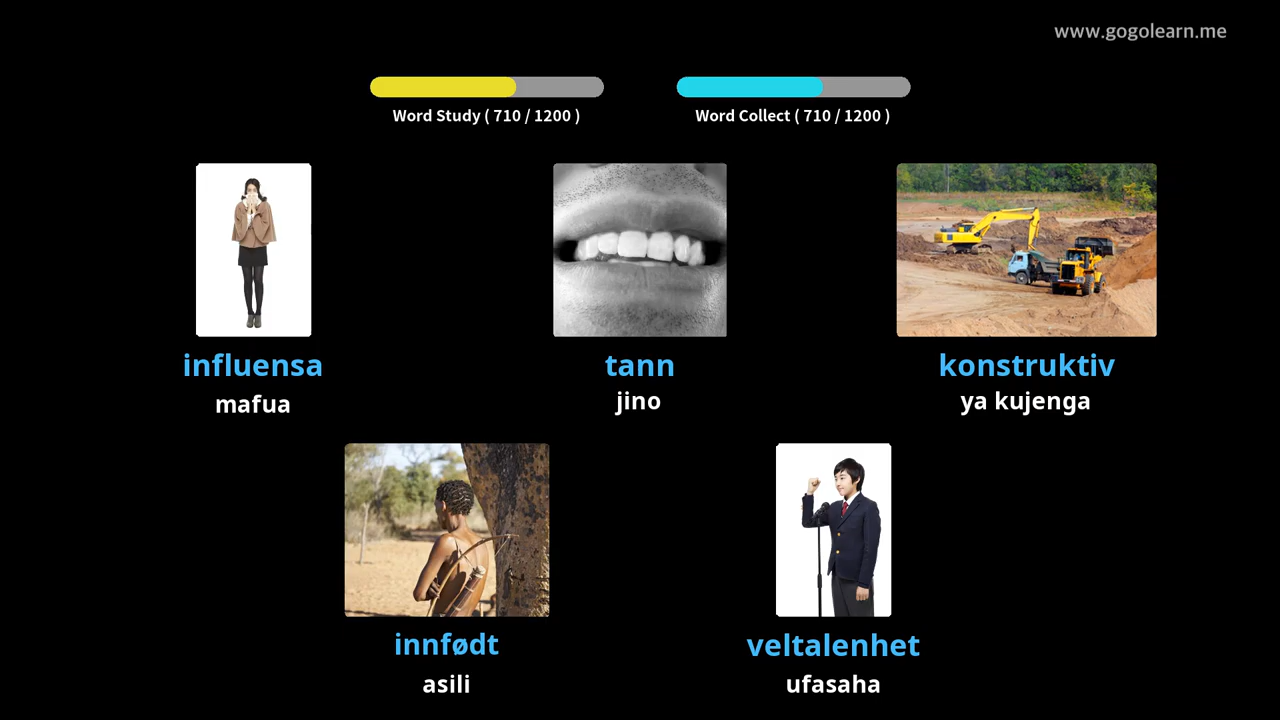 www.gogolearn.me
Word Study ( 710 / 1200 )
Word Collect ( 710 / 1200 )
influensa
mafua
tann
jino
konstruktiv
ya kujenga
innfødt
asili
veltalenhet
ufasaha